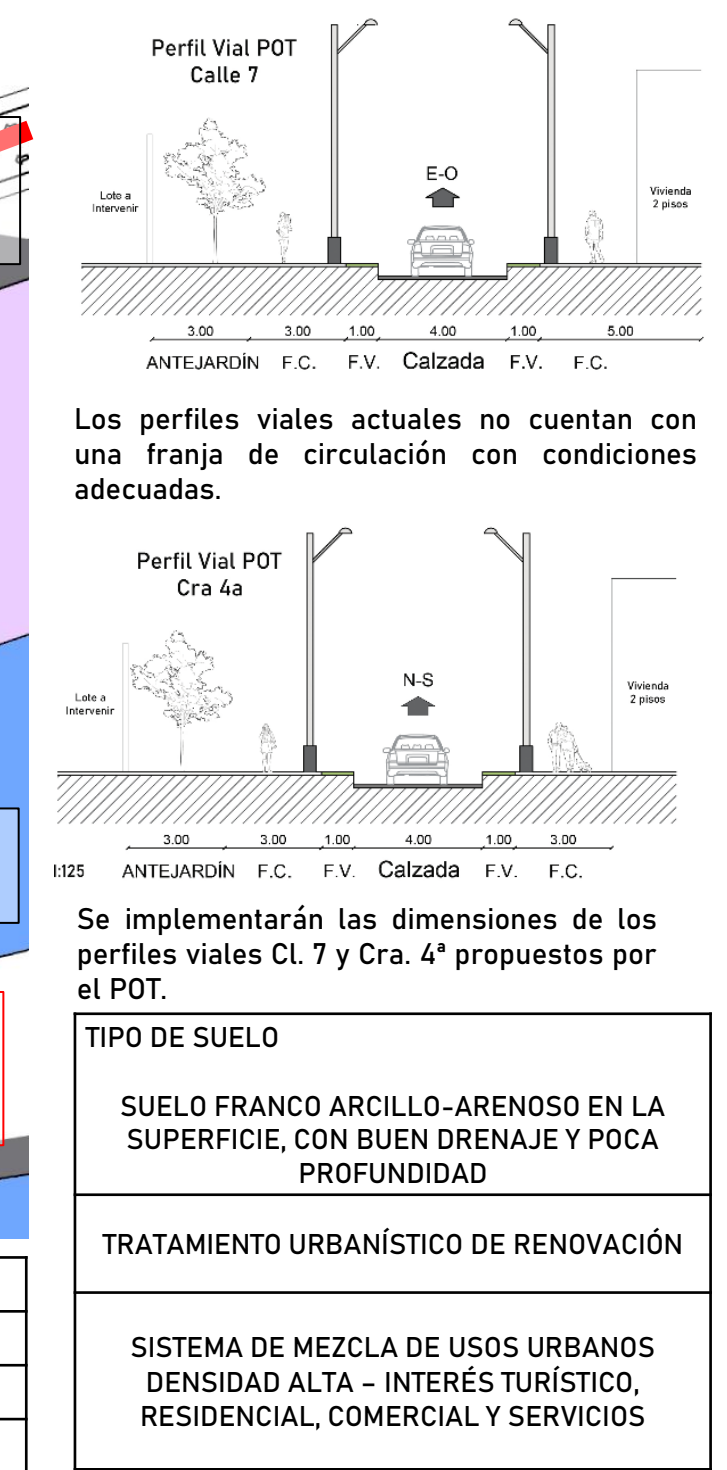 Perfil Vial POT
Calle 7
E-O
Lote a
Intervenir
Vivienda
2 pisos
3.00 3.00 1.00 4.00 1.00 5.00
ANTEJARDÍN F.C. F.V. Calzada F.V. F.C.
Los perfiles viales actuales no cuentan con
una franja de circulación con condiciones
adecuadas.
Perfil Vial POT
Cra 4a
N-S
Lote a
Intervenir
Vivienda
2 pisos
3.00 3.00 1.00 4.00 1.00 3.00
1:125 ANTEJARDÍN F.C. F.V. Calzada F.V. F.C.
Se implementarán las dimensiones de los
perfiles viales Cl. 7 y Cra. 4ª propuestos por
el POT.
TIPO DE SUELO
SUELO FRANCO ARCILLO-ARENOSO EN LA
SUPERFICIE, CON BUEN DRENAJE Y POCA
PROFUNDIDAD
TRATAMIENTO URBANÍSTICO DE RENOVACIÓN
SISTEMA DE MEZCLA DE USOS URBANOS
DENSIDAD ALTA – INTERÉS TURÍSTICO,
RESIDENCIAL, COMERCIAL Y SERVICIOS